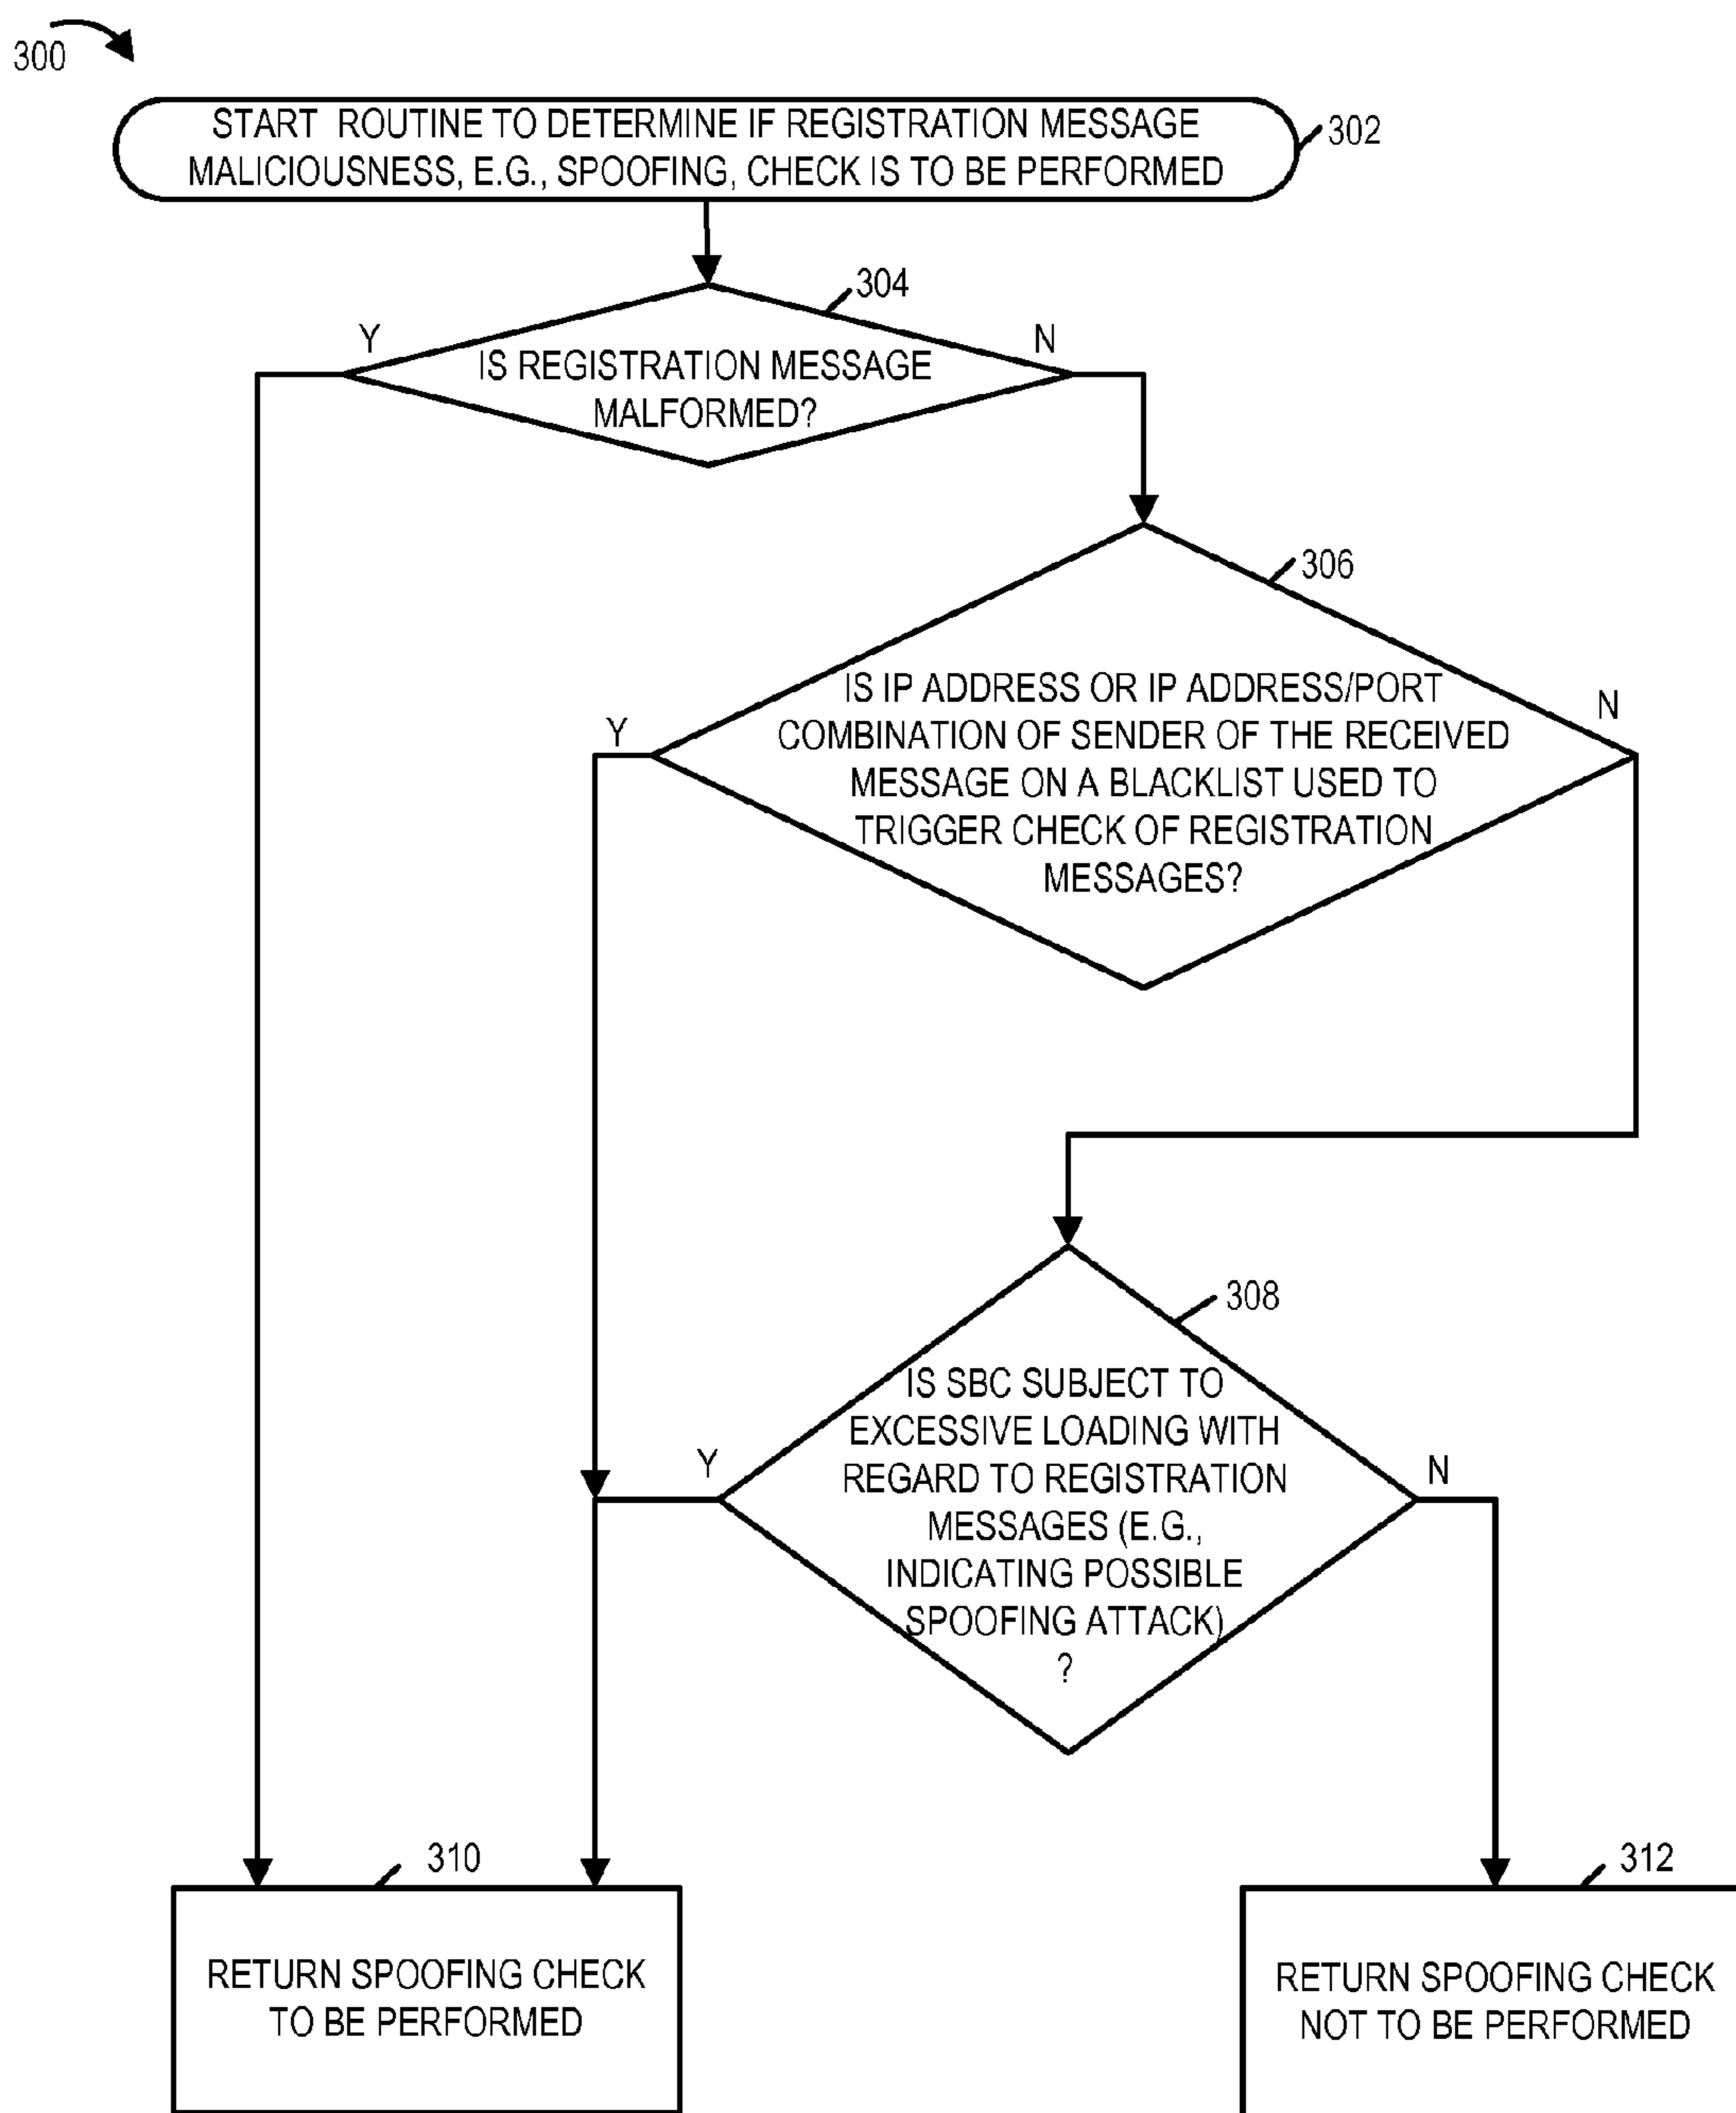 300
START ROUTINE TO DETERMINE IF REGISTRATION MESSAGE
MALICIOUSNESS, E.G., SPOOFING, CHECK IS TO BE PERFORMED
302
304
Y
N
IS REGISTRATION MESSAGE
MALFORMED?
306
IS IP ADDRESS OR IP ADDRESS/PORT
COMBINATION OF SENDER OF THE RECEIVED
MESSAGE ON A BLACKLIST USED TO
TRIGGER CHECK OF REGISTRATION
MESSAGES?
Y
N
308
IS SBC SUBJECT TO
EXCESSIVE LOADING WITH
REGARD TO REGISTRATION
MESSAGES (E.G.,
INDICATING POSSIBLE
SPOOFING ATTACK)
?
Y
N
310
RETURN SPOOFING CHECK
TO BE PERFORMED
312
RETURN SPOOFING CHECK
NOT TO BE PERFORMED